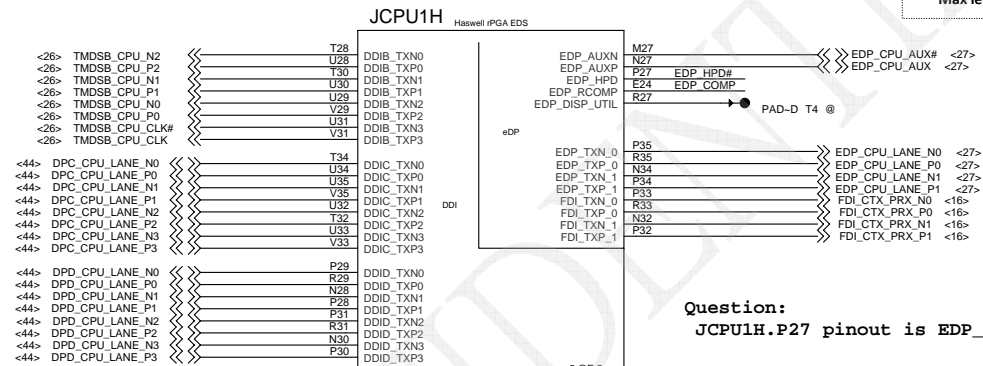 Max le
JCPU1H
Haswell rPGA EDS
<26> TMDSB_CPU_N2 T28 DDIB_TXN0
<26> TMDSB_CPU_P2 U28 DDIB_TXP0
<26> TMDSB_CPU_N1 T30 DDIB_TXN1
<26> TMDSB_CPU_P1 U30 DDIB_TXP1
<26> TMDSB_CPU_N0 U29 DDIB_TXN2
<26> TMDSB_CPU_P0 V29 DDIB_TXP2
<26> TMDSB_CPU_CLK# U31 DDIB_TXN3
<26> TMDSB_CPU_CLK V31 DDIB_TXP3
<44> DPC_CPU_LANE_N0 T34 DDIC_TXN0
<44> DPC_CPU_LANE_P0 U34 DDIC_TXP0
<44> DPC_CPU_LANE_N1 U35 DDIC_TXN1
<44> DPC_CPU_LANE_P1 V35 DDIC_TXP1
<44> DPC_CPU_LANE_N2 U32 DDIC_TXN2
<44> DPC_CPU_LANE_P2 T32 DDIC_TXP2
<44> DPC_CPU_LANE_N3 U33 DDIC_TXN3
<44> DPC_CPU_LANE_P3 V33 DDIC_TXP3
<44> DPD_CPU_LANE_N0 P29 DDID_TXN0
<44> DPD_CPU_LANE_P0 R29 DDID_TXP0
<44> DPD_CPU_LANE_N1 N28 DDID_TXN1
<44> DPD_CPU_LANE_P1 P28 DDID_TXP1
<44> DPD_CPU_LANE_N2 P31 DDID_TXN2
<44> DPD_CPU_LANE_P2 R31 DDID_TXP2
<44> DPD_CPU_LANE_N3 N30 DDID_TXN3
<44> DPD_CPU_LANE_P3 P30 DDID_TXP3
DDI
eDP
EDP_AUXN M27 EDP_CPU_AUX# <27>
EDP_AUXP N27 EDP_CPU_AUX <27>
EDP_HPD P27 EDP_HPD#
EDP_RCOMP E24 EDP_COMP
EDP_DISP_UTIL R27 PAD~D T4 @
EDP_TXN_0 P35 EDP_CPU_LANE_N0 <27>
EDP_TXP_0 R35 EDP_CPU_LANE_P0 <27>
EDP_TXN_1 N34 EDP_CPU_LANE_N1 <27>
EDP_TXP_1 P34 EDP_CPU_LANE_P1 <27>
FDI_TXN_0 P33 FDI_CTX_PRX_N0 <16>
FDI_TXP_0 R33 FDI_CTX_PRX_P0 <16>
FDI_TXN_1 N32 FDI_CTX_PRX_N1 <16>
FDI_TXP_1 P32 FDI_CTX_PRX_P1 <16>
Question:
JCPU1H.P27 pinout is EDP_